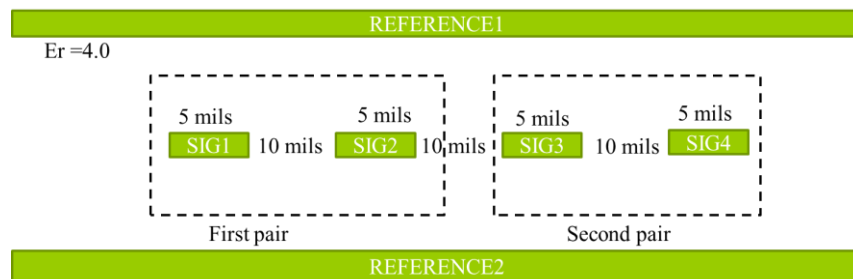 REFERENCE1
Er =4.0
5 mils 5 mils 5 mils 5 mils
SIG1 10 mils SIG2 10 mils SIG3 10 mils SIG4
First pair Second pair
REFERENCE2